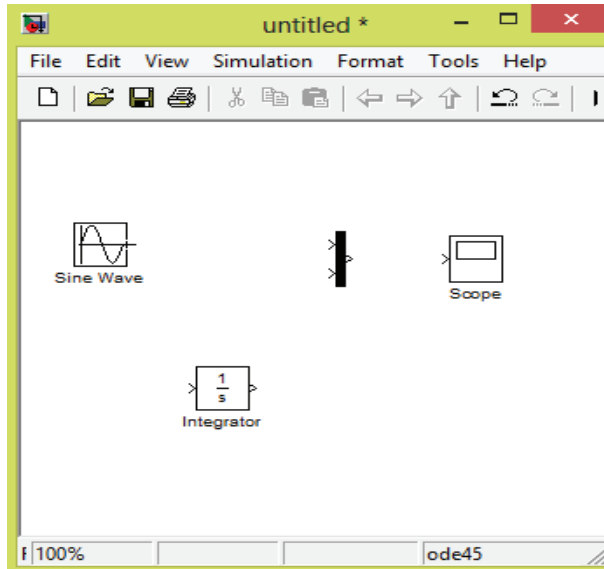 untitled *
File Edit View Simulation Format Tools Help
Sine Wave
Scope
1
s
Integrator
100%
ode45